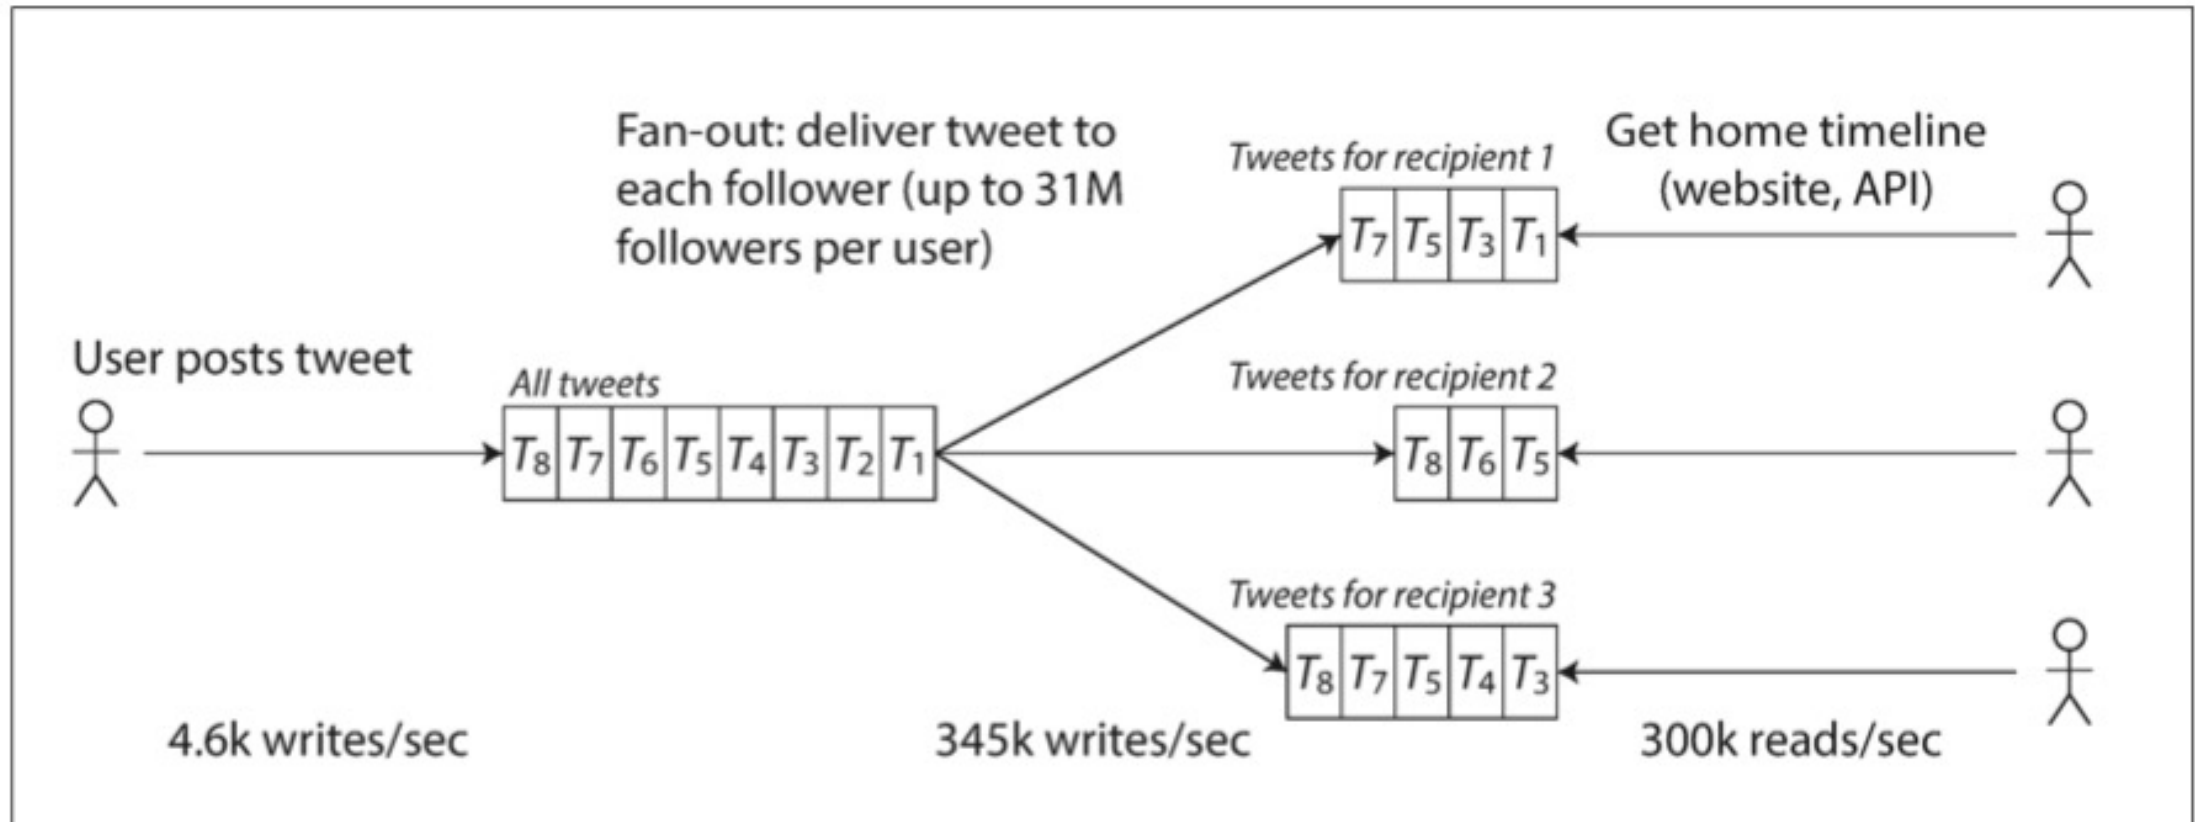 Fan-out: deliver tweet to
each follower (up to 31M
followers per user)
Tweets for recipient 1
Get home timeline
(website, API)
T7 T5 T3 T1
User posts tweet
All tweets
T8 T7 T6 T5 T4 T3 T2 T1
Tweets for recipient 2
T8 T6 T5
Tweets for recipient 3
T8 T7 T5 T4 T3
4.6k writes/sec
345k writes/sec
300k reads/sec